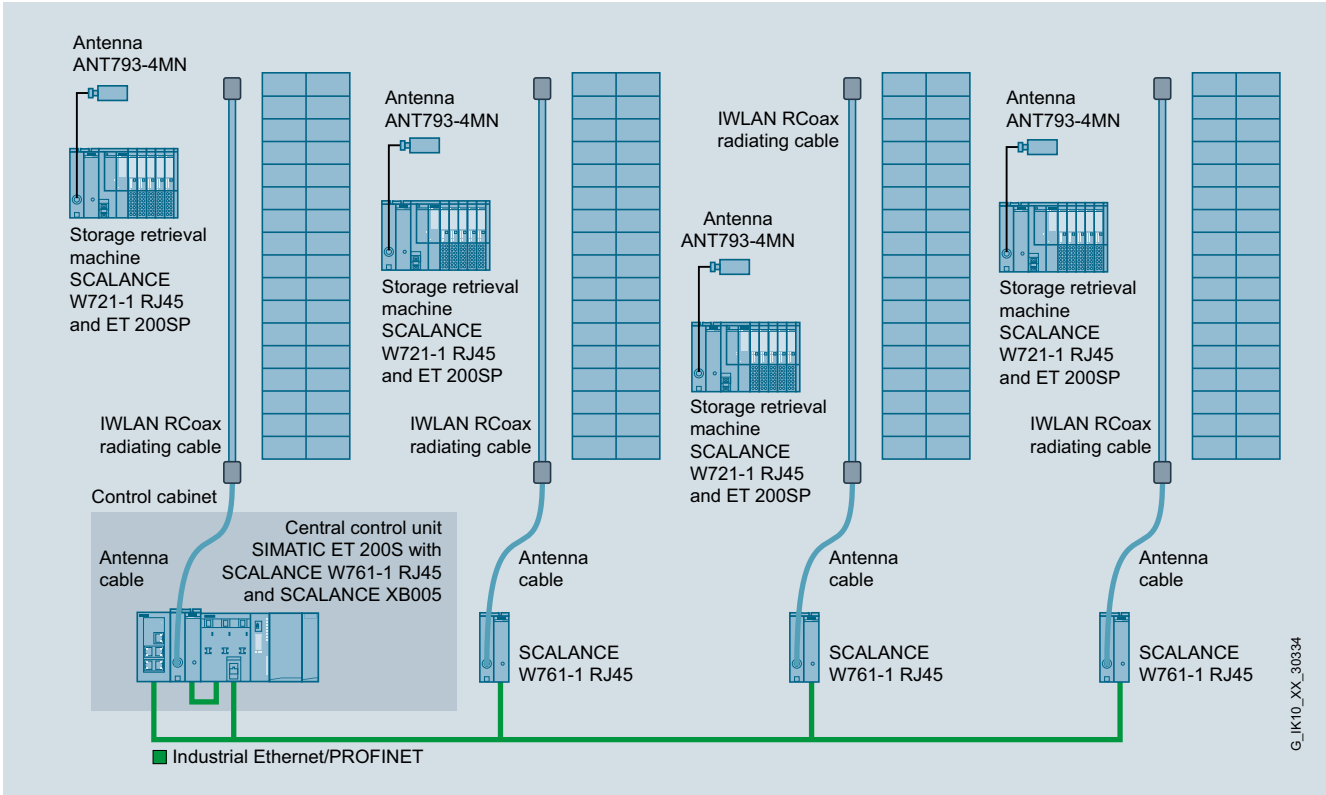 Antenna
ANT793-4MN
Storage retrieval
machine
SCALANCE
W721-1 RJ45
and ET 200SP
IWLAN RCoax
radiating cable
Antenna
ANT793-4MN
Storage retrieval
machine
SCALANCE
W721-1 RJ45
and ET 200SP
IWLAN RCoax
radiating cable
IWLAN RCoax
radiating cable
Antenna
ANT793-4MN
Storage retrieval
machine
SCALANCE
W721-1 RJ45
and ET 200SP
Antenna
ANT793-4MN
Storage retrieval
machine
SCALANCE
W721-1 RJ45
and ET 200SP
IWLAN RCoax
radiating cable
Control cabinet
Antenna
cable
Central control unit
SIMATIC ET 200S with
SCALANCE W761-1 RJ45
and SCALANCE XB005
Antenna
cable
SCALANCE
W761-1 RJ45
Antenna
cable
SCALANCE
W761-1 RJ45
Antenna
cable
SCALANCE
W761-1 RJ45
Industrial Ethernet/PROFINET
G_IK10_XX_30334